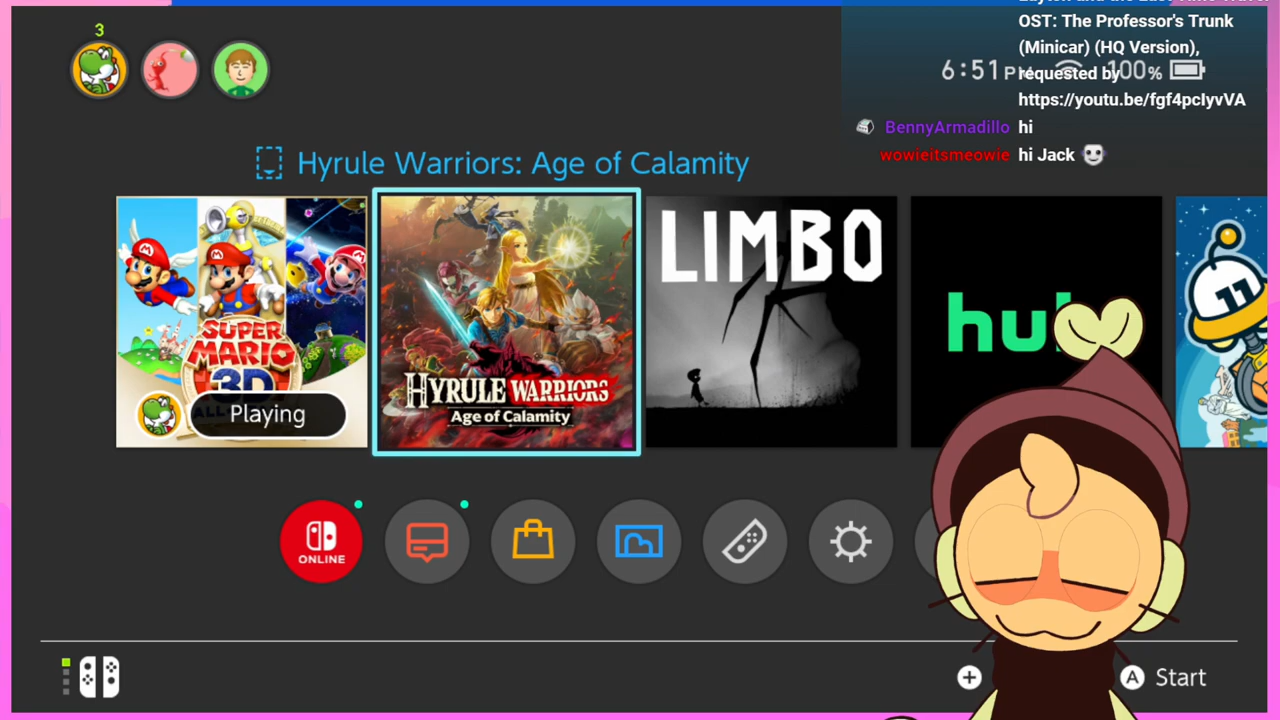 3
OST: The Professor's Trunk
(Minicar) (HQ Version),
requested by
https://youtu.be/fgf4pcIyvVA
BennyArmadillo hi
wowieitsmeowie hi Jack
6:51
100%
Hyrule Warriors: Age of Calamity
SUPER
MARIO
3D
Playing
HYRULE WARRIORS
Age of Calamity
LIMBO
hu
11
ONLINE
+
A Start